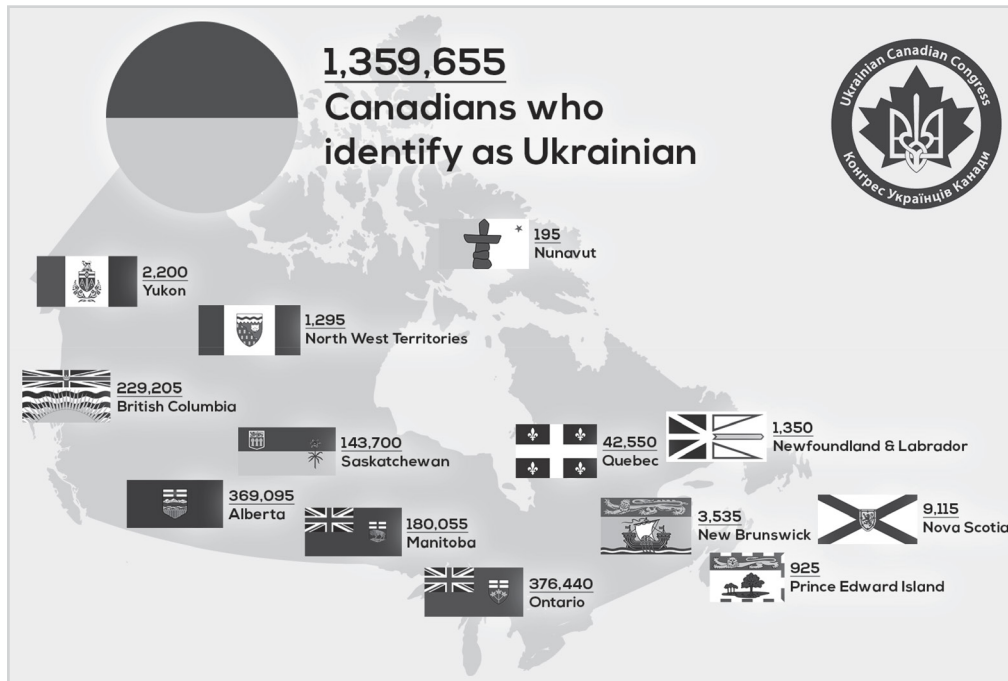 1,359,655
Canadians who
identify as Ukrainian
Ukrainian Canadian Congress
Конґрес Українців Канади
195
Nunavut
2,200
Yukon
1,295
North West Territories
229,205
British Columbia
143,700
Saskatchewan
42,550
Quebec
1,350
Newfoundland & Labrador
369,095
Alberta
180,055
Manitoba
3,535
New Brunswick
9,115
Nova Scotia
925
Prince Edward Island
376,440
Ontario